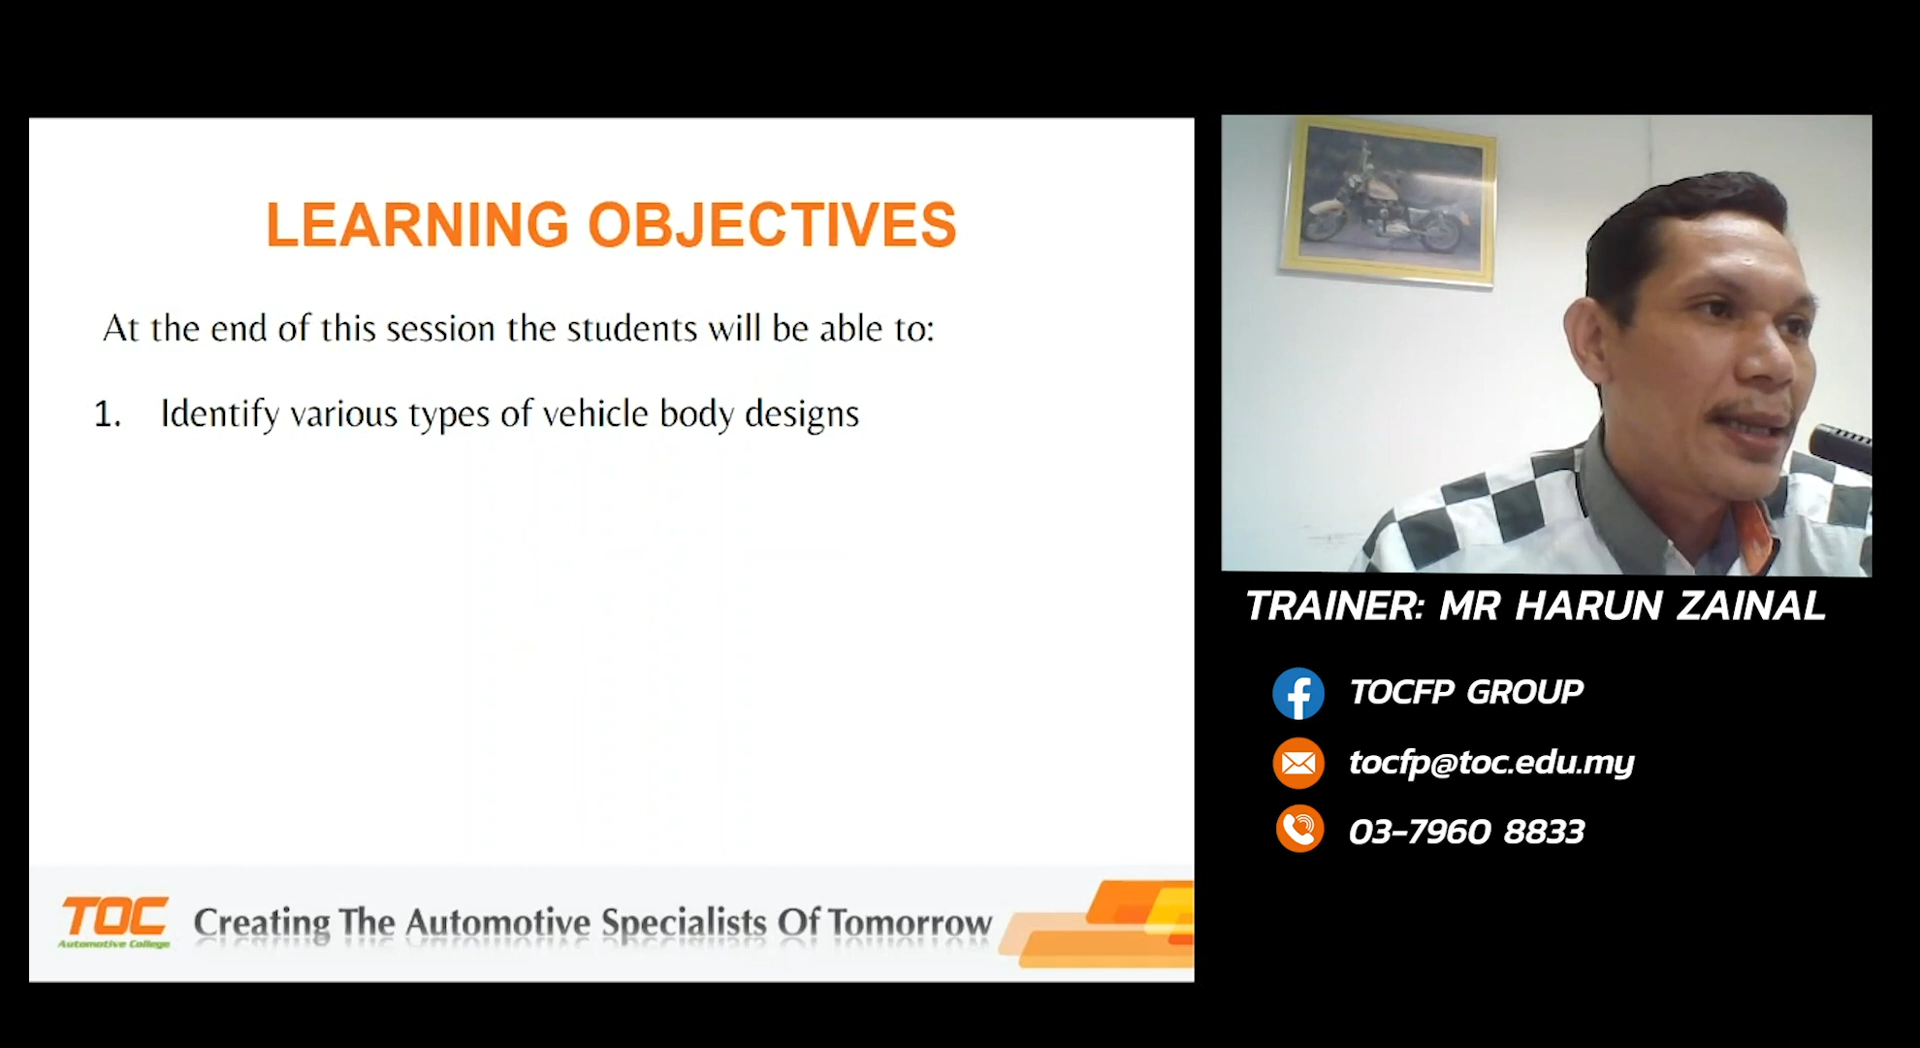 LEARNING OBJECTIVES
At the end of this session the students will be able to:
1. Identify various types of vehicle body designs
TOC
Automotive College
Creating The Automotive Specialists Of Tomorrow
TRAINER: MR HARUN ZAINAL
TOCFP GROUP
tocfp@toc.edu.my
03-7960 8833